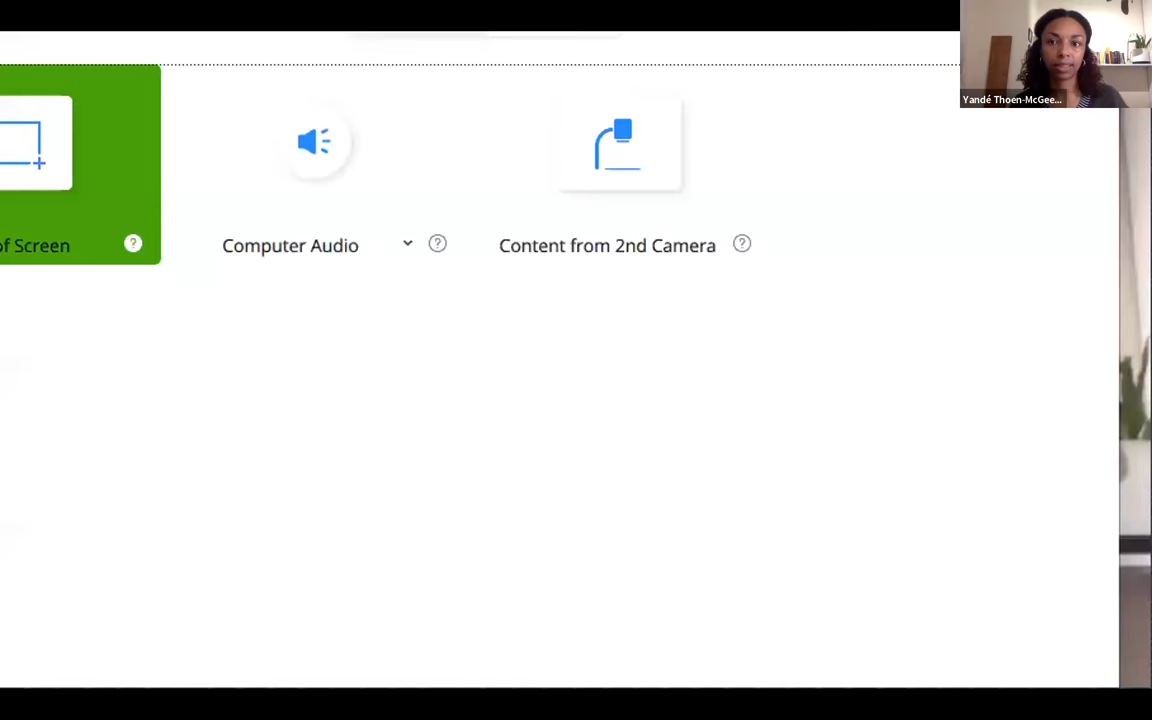 Yandé Thoen-McGee...
of Screen
?
Computer Audio
?
Content from 2nd Camera
?